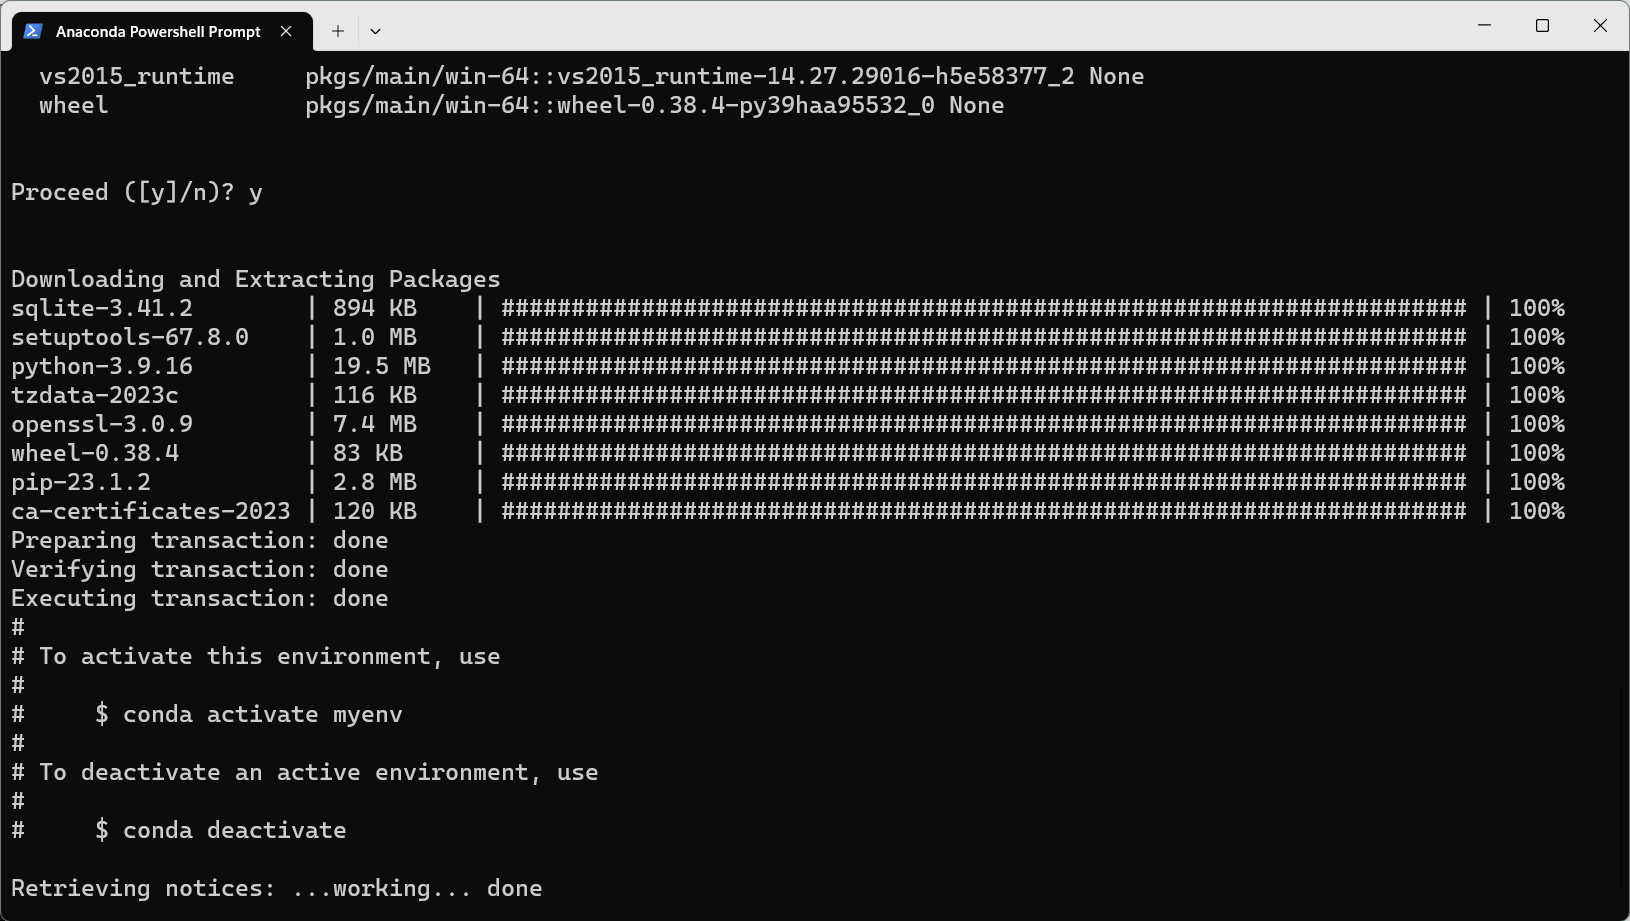 Anaconda Powershell Prompt
vs2015_runtime pkgs/main/win-64::vs2015_runtime-14.27.29016-h5e58377_2 None
wheel pkgs/main/win-64::wheel-0.38.4-py39haa95532_0 None
Proceed ([y]/n)? y
Downloading and Extracting Packages
sqlite-3.41.2 | 894 KB | ##################################################################### | 100%
setuptools-67.8.0 | 1.0 MB | ##################################################################### | 100%
python-3.9.16 | 19.5 MB | ##################################################################### | 100%
tzdata-2023c | 116 KB | ##################################################################### | 100%
openssl-3.0.9 | 7.4 MB | ##################################################################### | 100%
wheel-0.38.4 | 83 KB | ##################################################################### | 100%
pip-23.1.2 | 2.8 MB | ##################################################################### | 100%
ca-certificates-2023 | 120 KB | ##################################################################### | 100%
Preparing transaction: done
Verifying transaction: done
Executing transaction: done
#
# To activate this environment, use
#
# $ conda activate myenv
#
# To deactivate an active environment, use
#
# $ conda deactivate
Retrieving notices: ...working... done